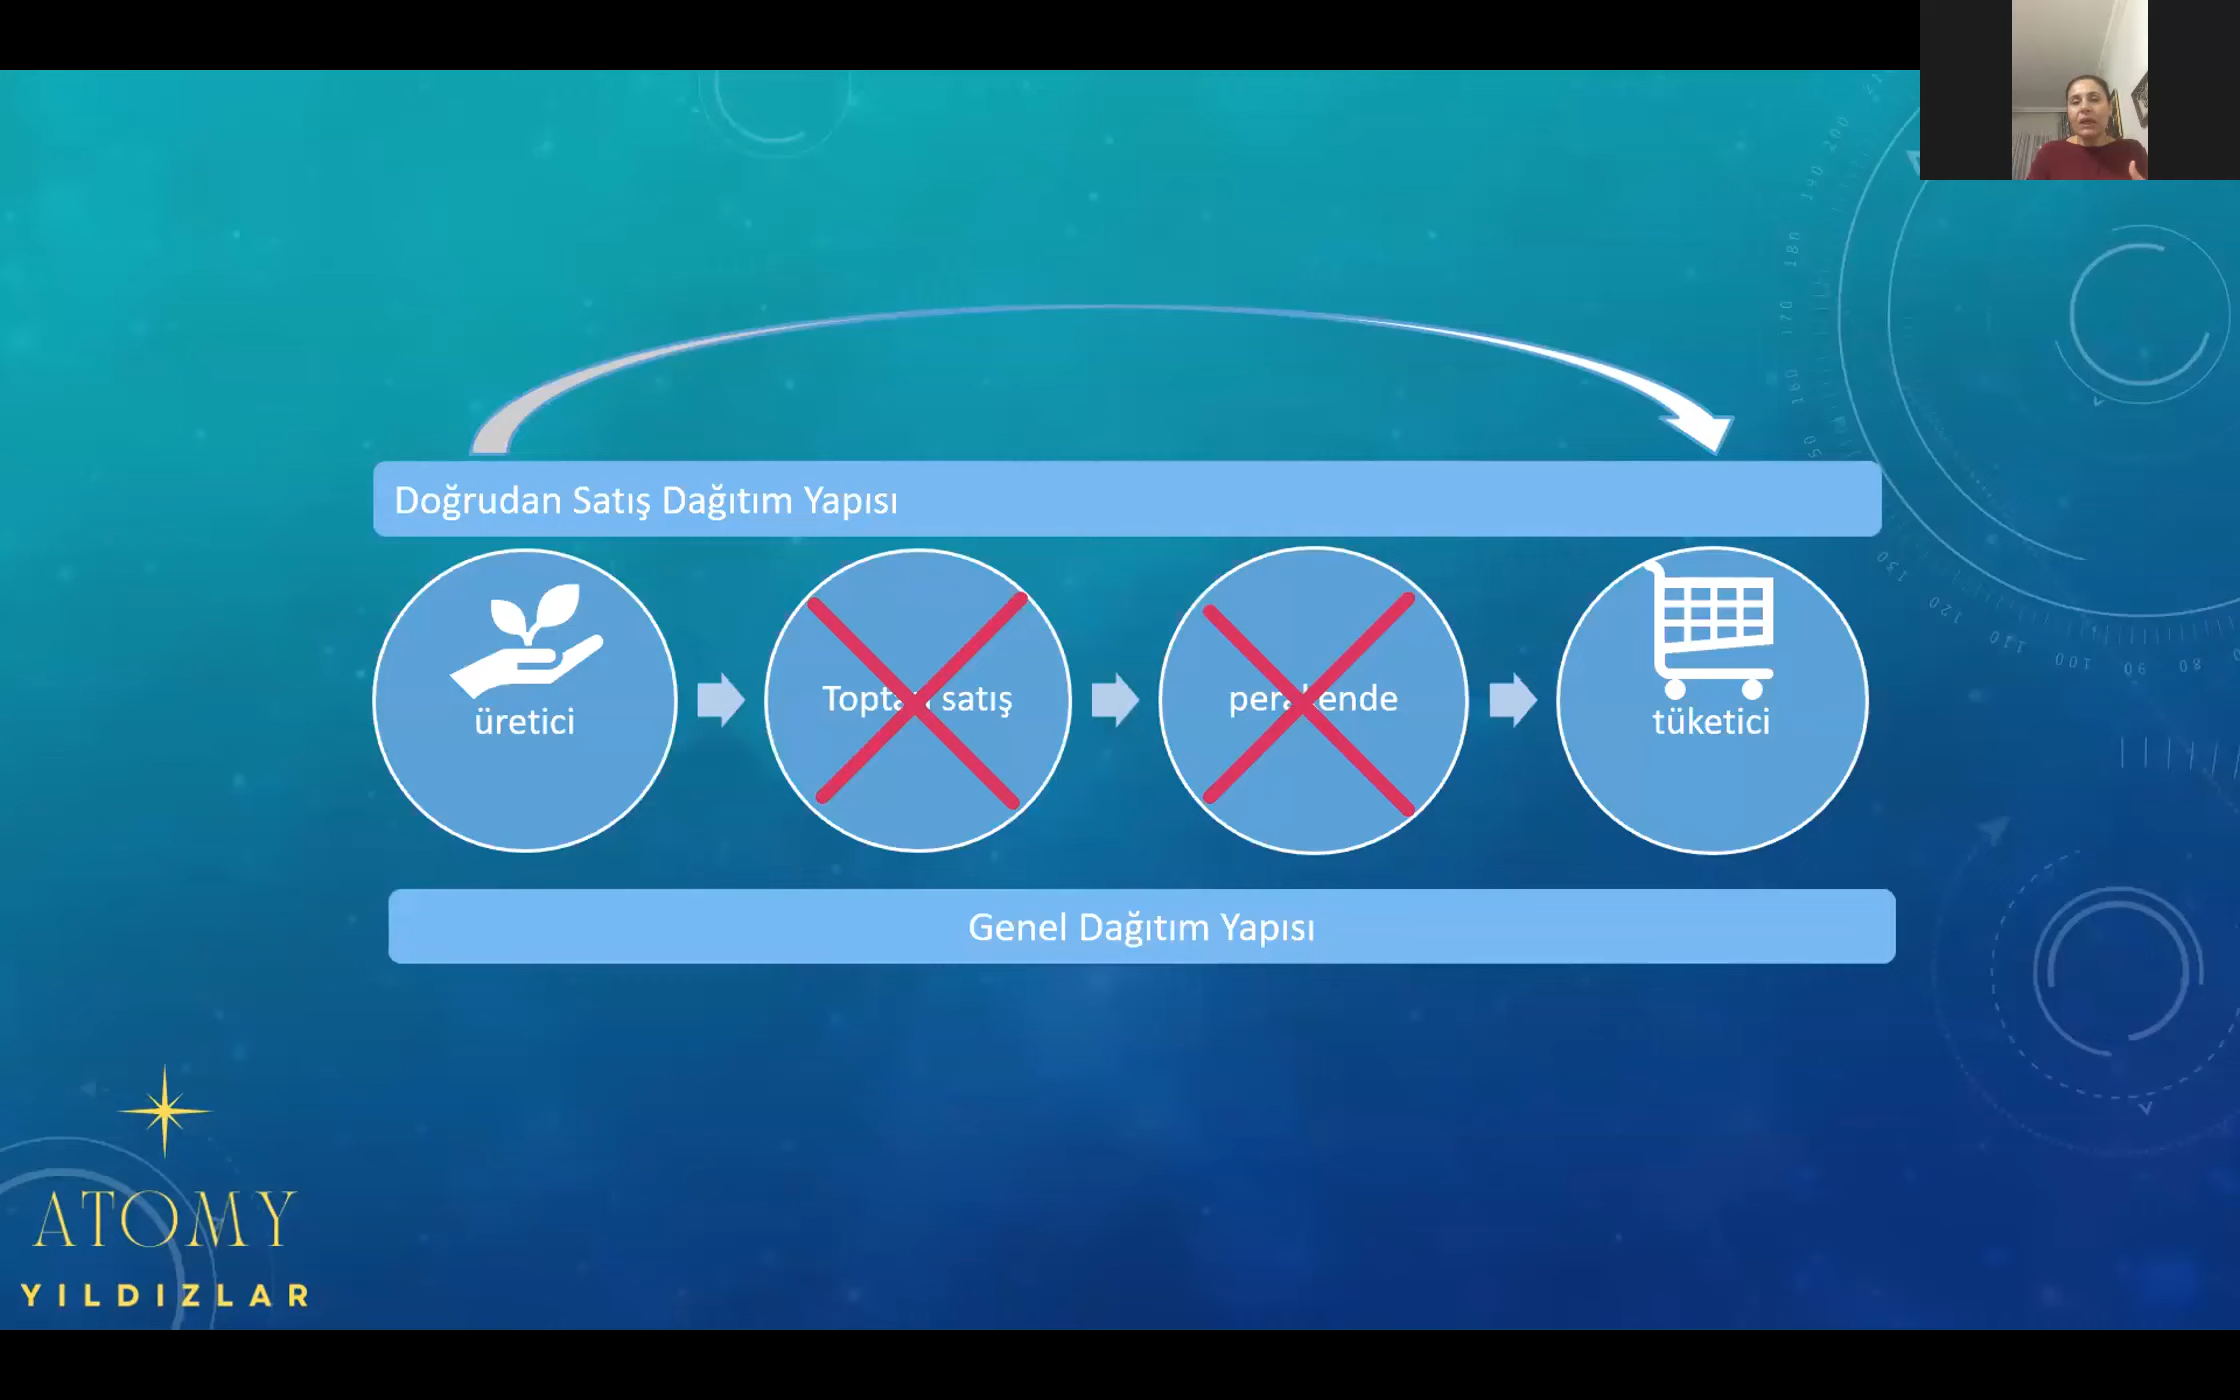 Doğrudan Satış Dağıtım Yapısı
üretici
Toptan satış
perakende
tüketici
Genel Dağıtım Yapısı
ATOMY
YILDIZLAR